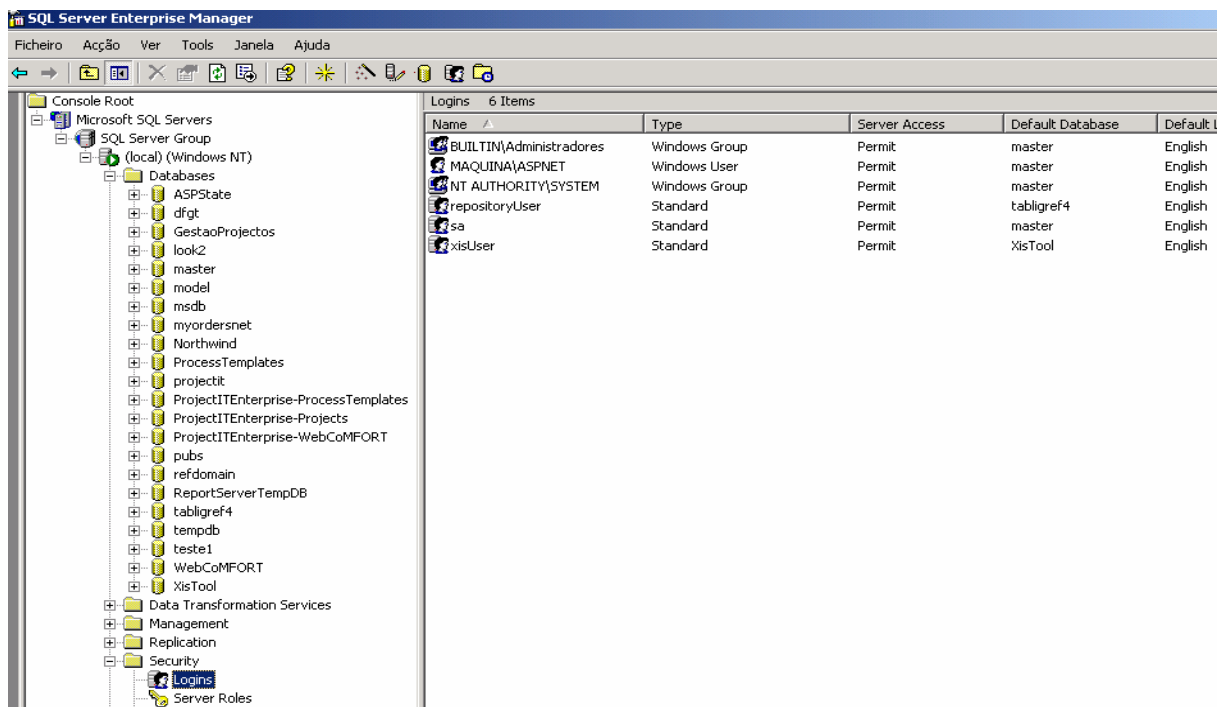 SQL Server Enterprise Manager
Ficheiro Acção Ver Tools Janela Ajuda
Console Root
Microsoft SQL Servers
SQL Server Group
(local) (Windows NT)
Databases
ASPState
dfgt
GestaoProjectos
look2
master
model
msdb
myordersnet
Northwind
ProcessTemplates
projectit
ProjectITEnterprise-ProcessTemplates
ProjectITEnterprise-Projects
ProjectITEnterprise-WebCoMFORT
pubs
refdomain
ReportServerTempDB
tabligref4
tempdb
teste1
WebCoMFORT
XisTool
Data Transformation Services
Management
Replication
Security
Logins
Server Roles
Logins 6 Items
Name Type Server Access Default Database Default L
BUILTIN\Administradores Windows Group Permit master English
MAQUINA\ASPNET Windows User Permit master English
NT AUTHORITY\SYSTEM Windows Group Permit master English
repositoryUser Standard Permit tabligref4 English
sa Standard Permit master English
xisUser Standard Permit XisTool English